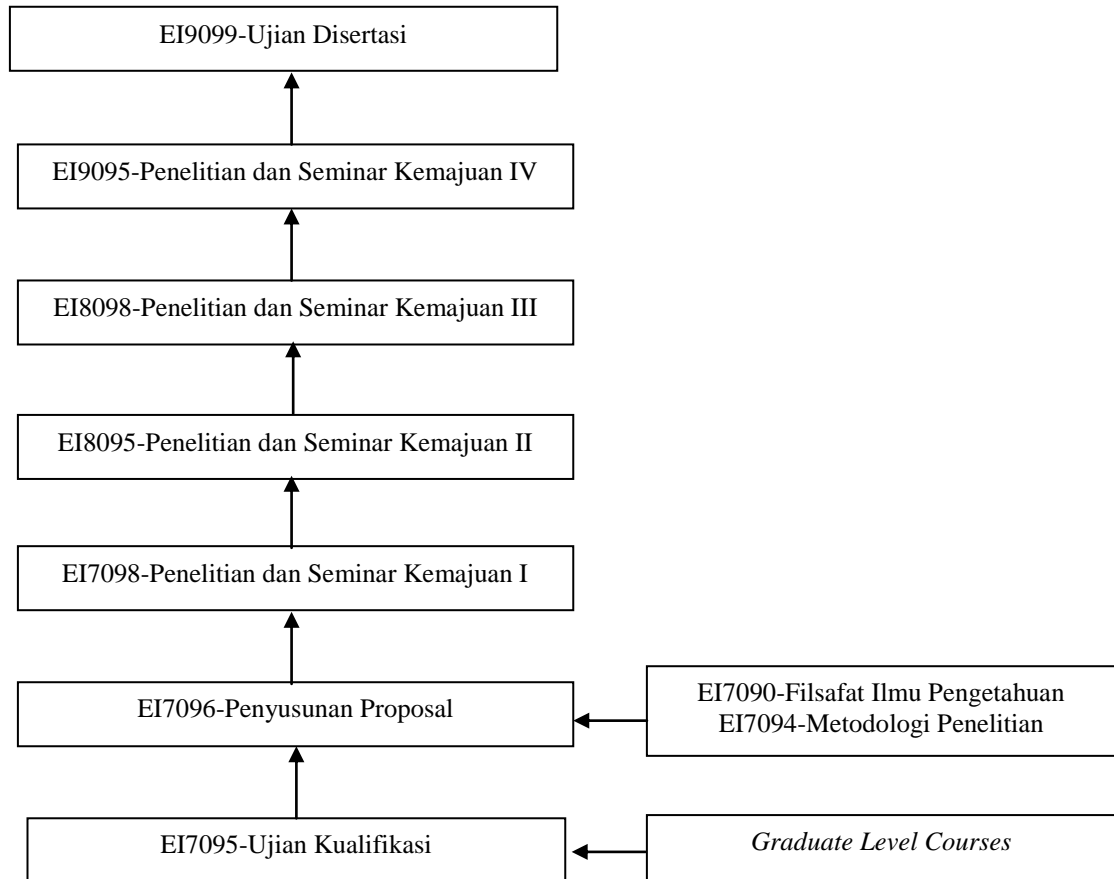 EI9099-Ujian Disertasi
EI9095-Penelitian dan Seminar Kemajuan IV
EI8098-Penelitian dan Seminar Kemajuan III
EI8095-Penelitian dan Seminar Kemajuan II
EI7098-Penelitian dan Seminar Kemajuan I
EI7096-Penyusunan Proposal
EI7090-Filsafat Ilmu Pengetahuan
EI7094-Metodologi Penelitian
EI7095-Ujian Kualifikasi
Graduate Level Courses